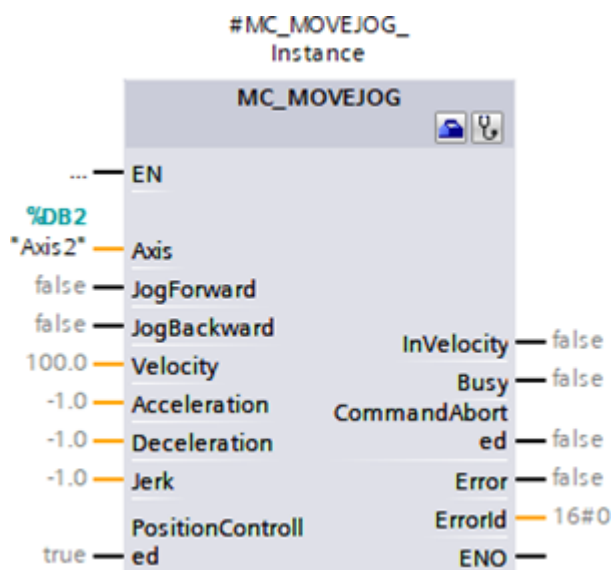 #MC_MOVEJOG_
Instance
MC_MOVEJOG
... EN
%DB2
"Axis2" Axis
false JogForward
false JogBackward
InVelocity false
100.0 Velocity
Busy false
-1.0 Acceleration
CommandAbort
ed false
-1.0 Deceleration
-1.0 Jerk
Error false
ErrorId 16#0
PositionControll
true ed
ENO